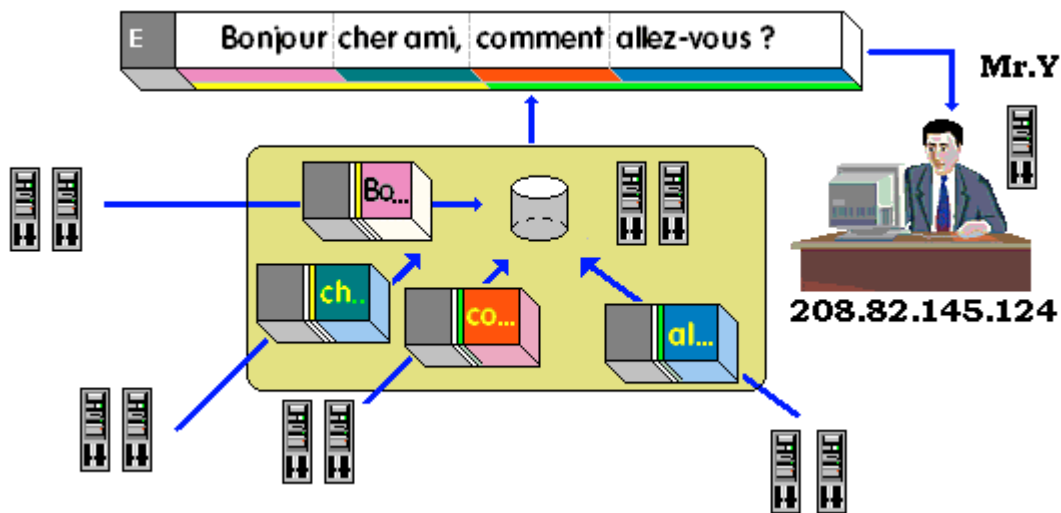 E Bonjour cher ami, comment allez-vous ?
Mr.Y
Bo...
ch..
co...
al...
208.82.145.124